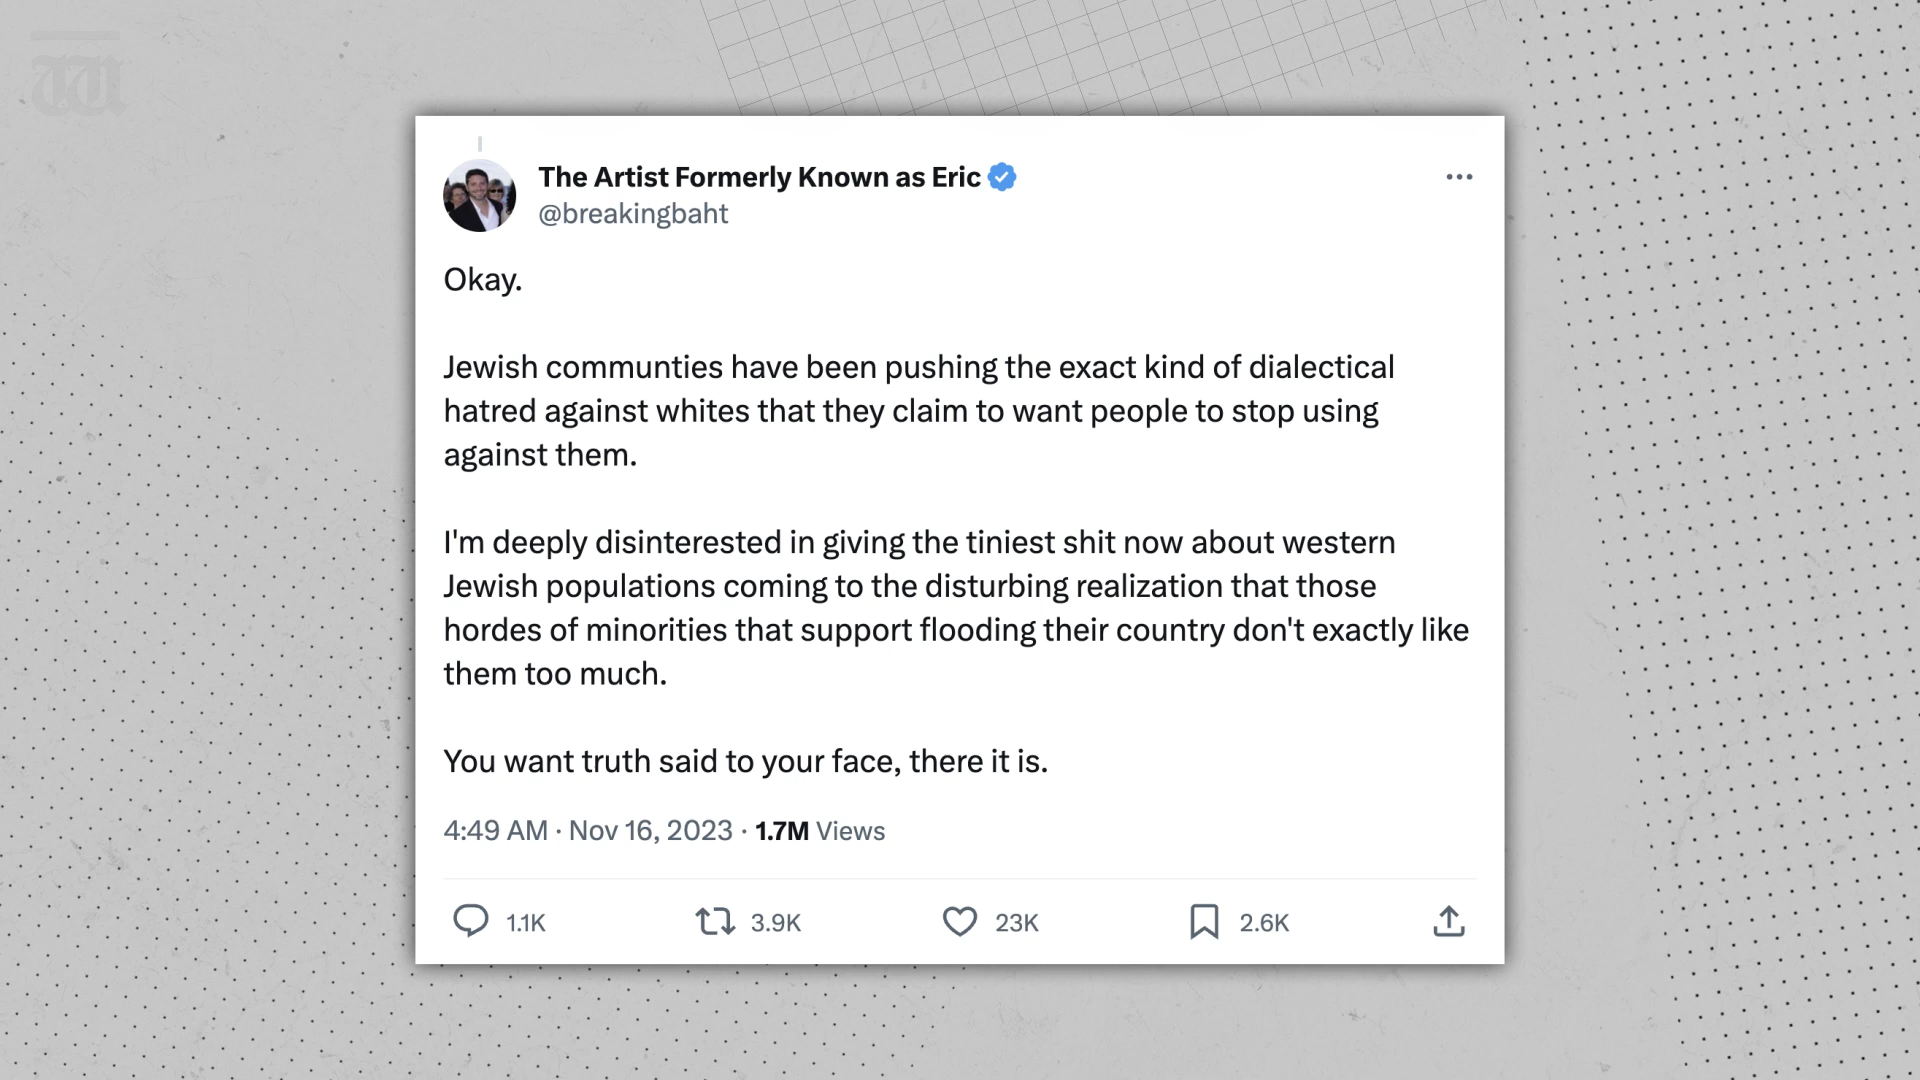 The Artist Formerly Known as Eric
@breakingbaht
Okay.
Jewish communties have been pushing the exact kind of dialectical
hatred against whites that they claim to want people to stop using
against them.
I'm deeply disinterested in giving the tiniest shit now about western
Jewish populations coming to the disturbing realization that those
hordes of minorities that support flooding their country don't exactly like
them too much.
You want truth said to your face, there it is.
4:49 AM · Nov 16, 2023 · 1.7M Views
1.1K 3.9K 23K 2.6K